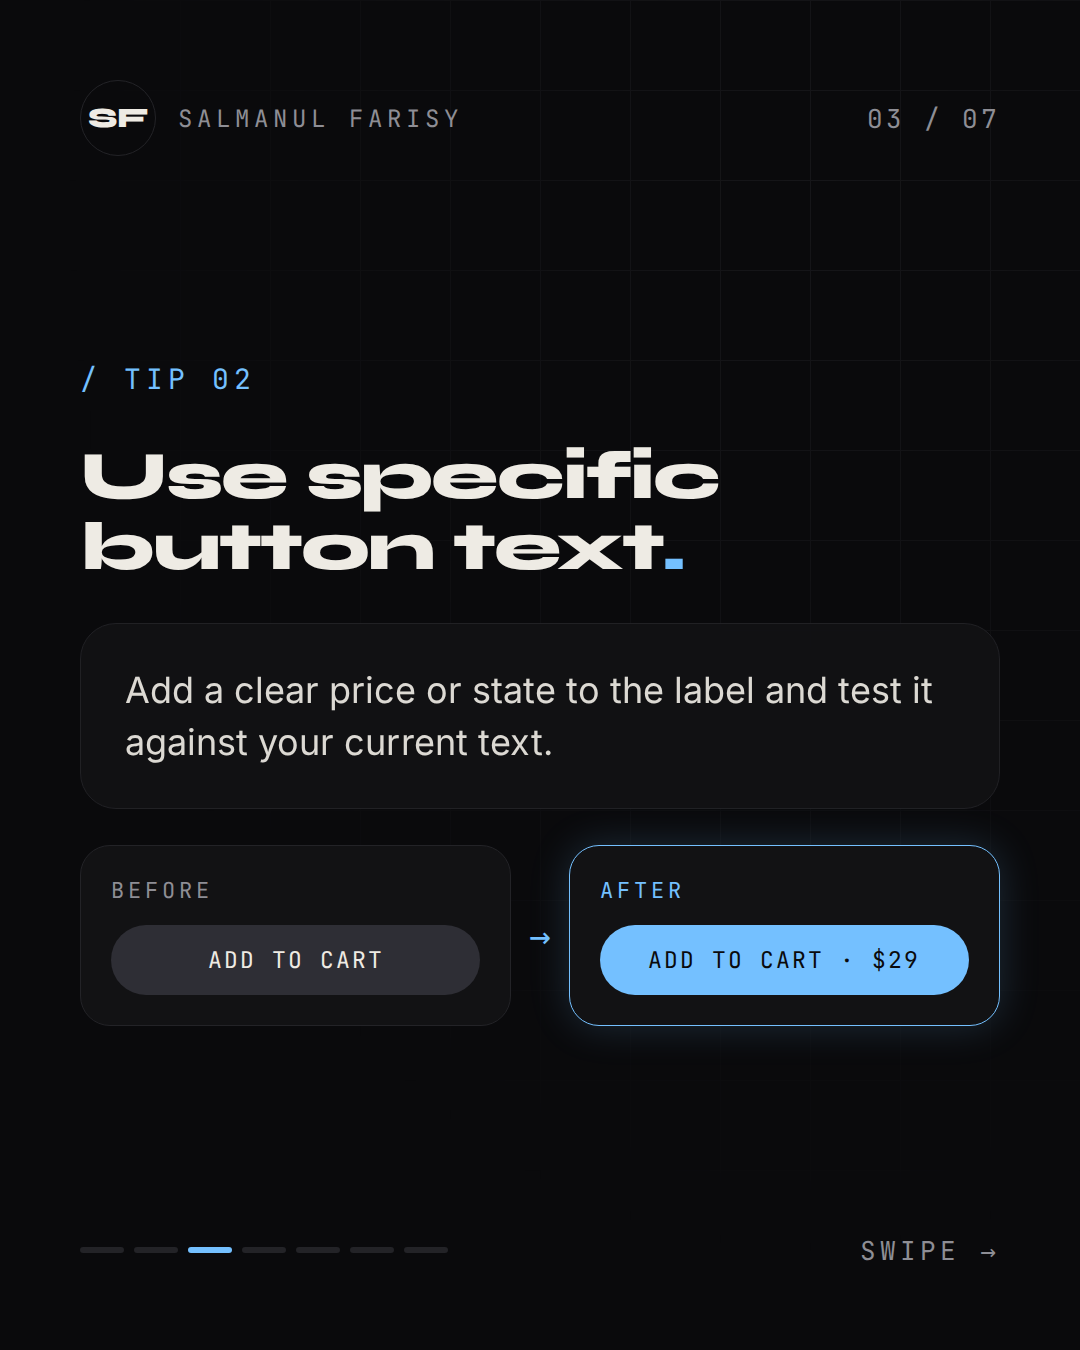 SF SALMANUL FARISY 03 / 07
/ TIP 02
Use specific
button text.
Add a clear price or state to the label and test it
against your current text.
BEFORE
ADD TO CART
→
AFTER
ADD TO CART · $29
SWIPE →